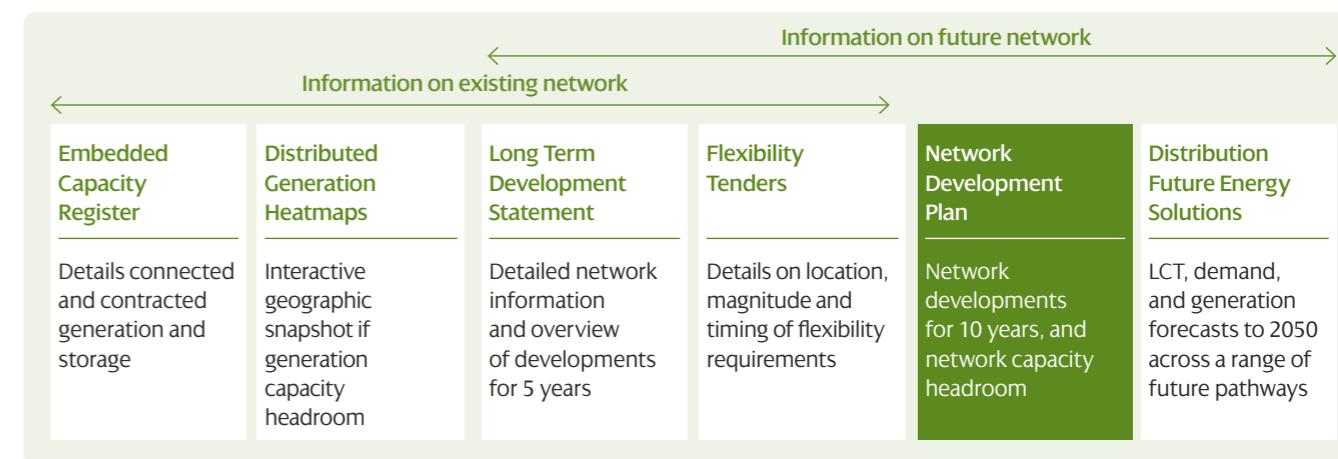 Information on future network
Information on existing network
Embedded
Capacity
Register
Details connected
and contracted
generation and
storage
Distributed
Generation
Heatmaps
Interactive
geographic
snapshot if
generation
capacity
headroom
Long Term
Development
Statement
Detailed network
information
and overview
of developments
for 5 years
Flexibility
Tenders
Details on location,
magnitude and
timing of flexibility
requirements
Network
Development
Plan
Network
developments
for 10 years, and
network capacity
headroom
Distribution
Future Energy
Solutions
LCT, demand,
and generation
forecasts to 2050
across a range of
future pathways